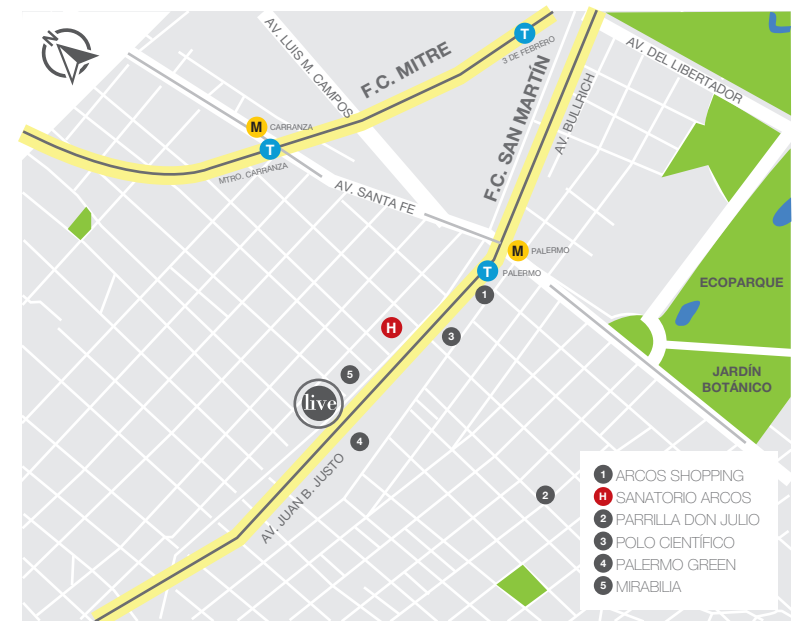 N
AV. LUIS M. CAMPOS
F.C. MITRE
T
3 DE FEBRERO
AV. DEL LIBERTADOR
F.C. SAN MARTÍN
AV. BULLRICH
M CARRANZA
T
MTRO. CARRANZA
AV. SANTA FE
M PALERMO
T PALERMO
1
ECOPARQUE
H
3
JARDÍN
BOTÁNICO
5
live
4
AV. JUAN B. JUSTO
2
1 ARCOS SHOPPING
H SANATORIO ARCOS
2 PARRILLA DON JULIO
3 POLO CIENTÍFICO
4 PALERMO GREEN
5 MIRABILIA